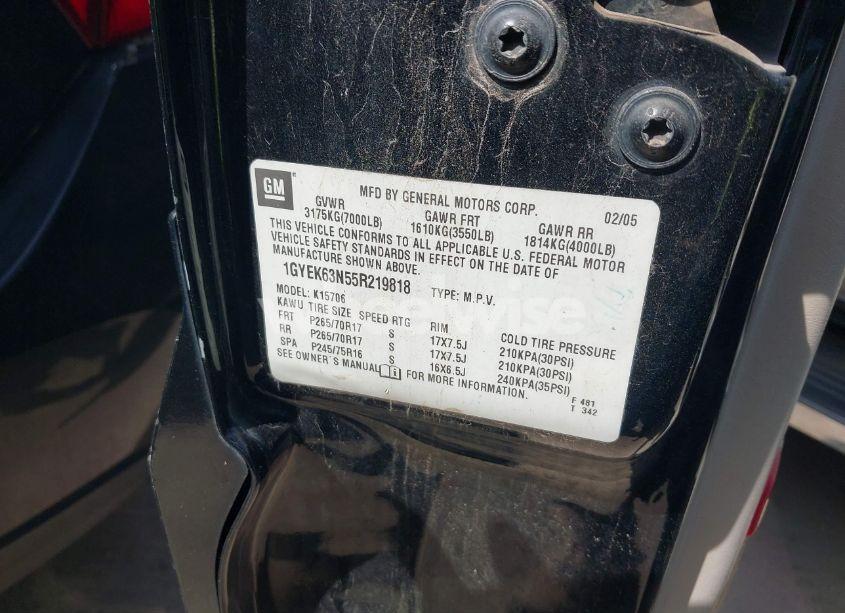 GM
MFD BY GENERAL MOTORS CORP. 02/05
GVWR GAWR FRT GAWR RR
3175KG(7000LB) 1610KG(3550LB) 1814KG(4000LB)
THIS VEHICLE CONFORMS TO ALL APPLICABLE U.S. FEDERAL MOTOR
VEHICLE SAFETY STANDARDS IN EFFECT ON THE DATE OF
MANUFACTURE SHOWN ABOVE.
1GYEK63N55R219818 TYPE: M.P.V.
MODEL: K15706
KAWU TIRE SIZE SPEED RTG RIM COLD TIRE PRESSURE
FRT P265/70R17 S 17X7.5J 210KPA(30PSI)
RR P265/70R17 S 17X7.5J 210KPA(30PSI)
SPA P245/75R16 S 16X6.5J 240KPA(35PSI)
SEE OWNER'S MANUAL FOR MORE INFORMATION.
F 481
T 342